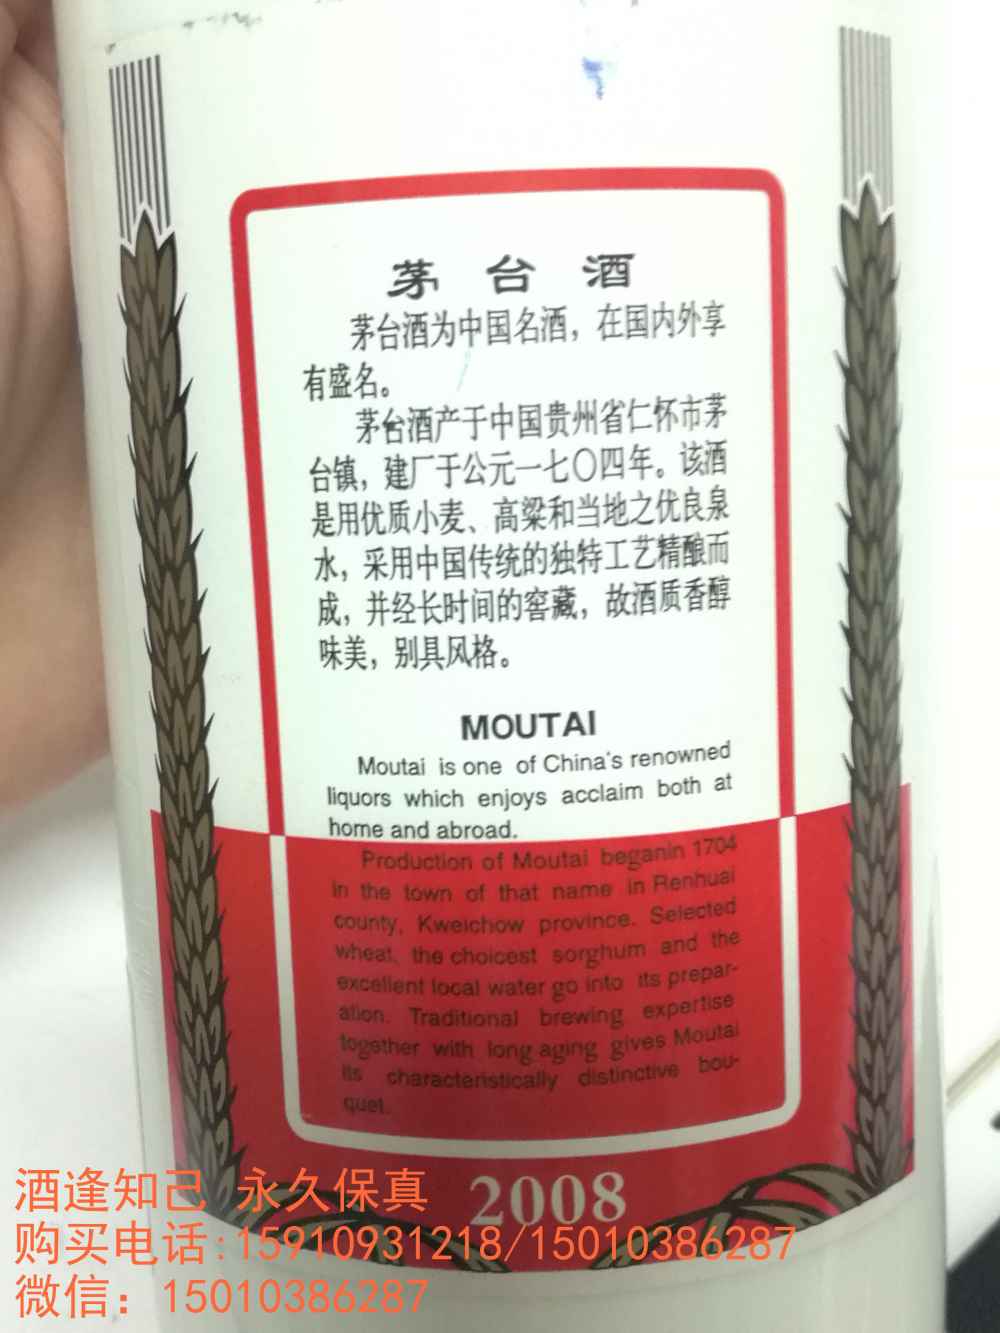 茅 台 酒
茅台酒为中国名酒，在国内外享
有盛名。
茅台酒产于中国贵州省仁怀市茅
台镇，建厂于公元一七〇四年。该酒
是用优质小麦、高粱和当地之优良泉
水，采用中国传统的独特工艺精酿而
成，并经长时间的窖藏，故酒质香醇
味美，别具风格。
MOUTAI
Moutai is one of China's renowned
liquors which enjoys acclaim both at
home and abroad.
Production of Moutai beganin 1704
in the town of that name in Renhuai
county, Kweichow province. Selected
wheat, the choicest sorghum and the
excellent local water go into its prepar-
ation. Traditional brewing expertise
together with long aging gives Moutai
its characteristically distinctive bou-
quet.
2008
酒逢知己 永久保真
购买电话:15910931218/15010386287
微信：15010386287